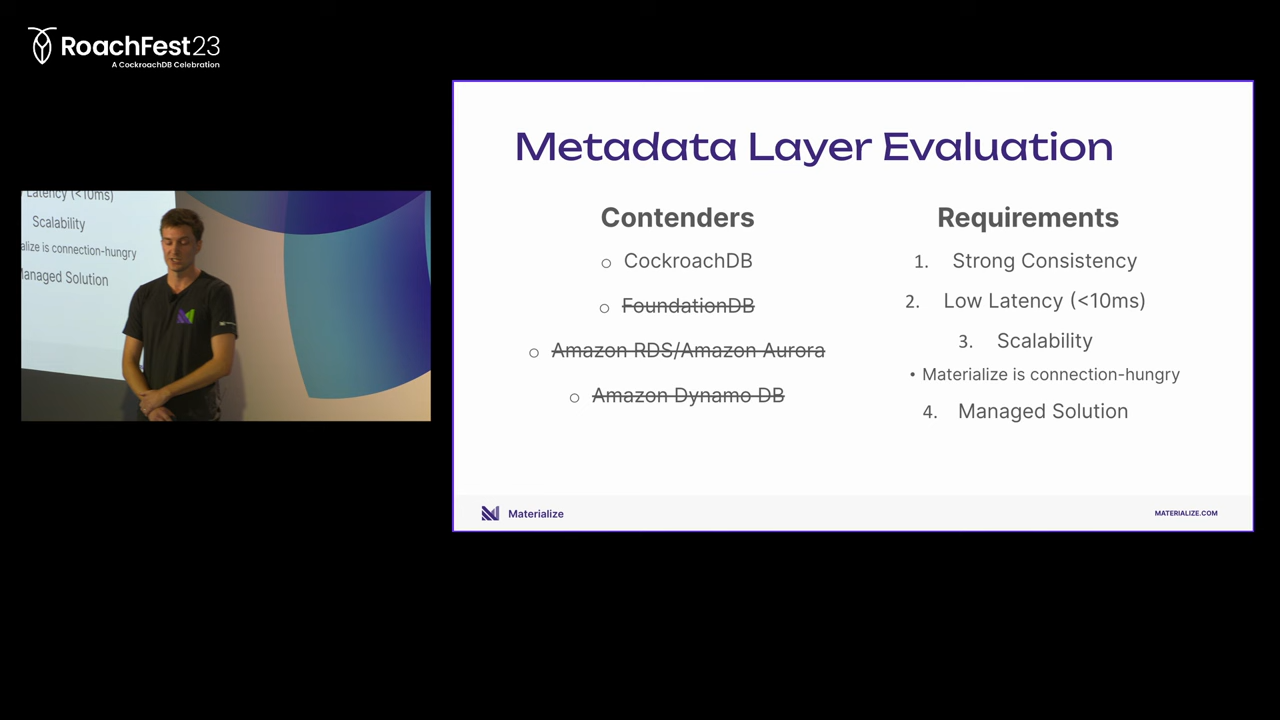 RoachFest23
A CockroachDB Celebration
Latency (<10ms)
Scalability
alize is connection-hungry
Managed Solution
Metadata Layer Evaluation
Contenders
○ CockroachDB
○ FoundationDB
○ Amazon RDS/Amazon Aurora
○ Amazon Dynamo DB
Requirements
1. Strong Consistency
2. Low Latency (<10ms)
3. Scalability
• Materialize is connection-hungry
4. Managed Solution
Materialize
MATERIALIZE.COM